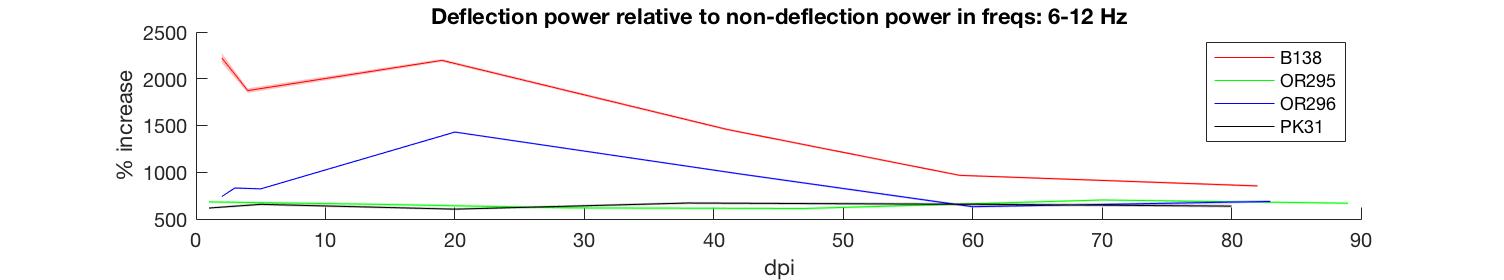 Deflection power relative to non-deflection power in freqs: 6-12 Hz
% increase
2500
2000
1500
1000
500
0 10 20 30 40 50 60 70 80 90
dpi
B138
OR295
OR296
PK31